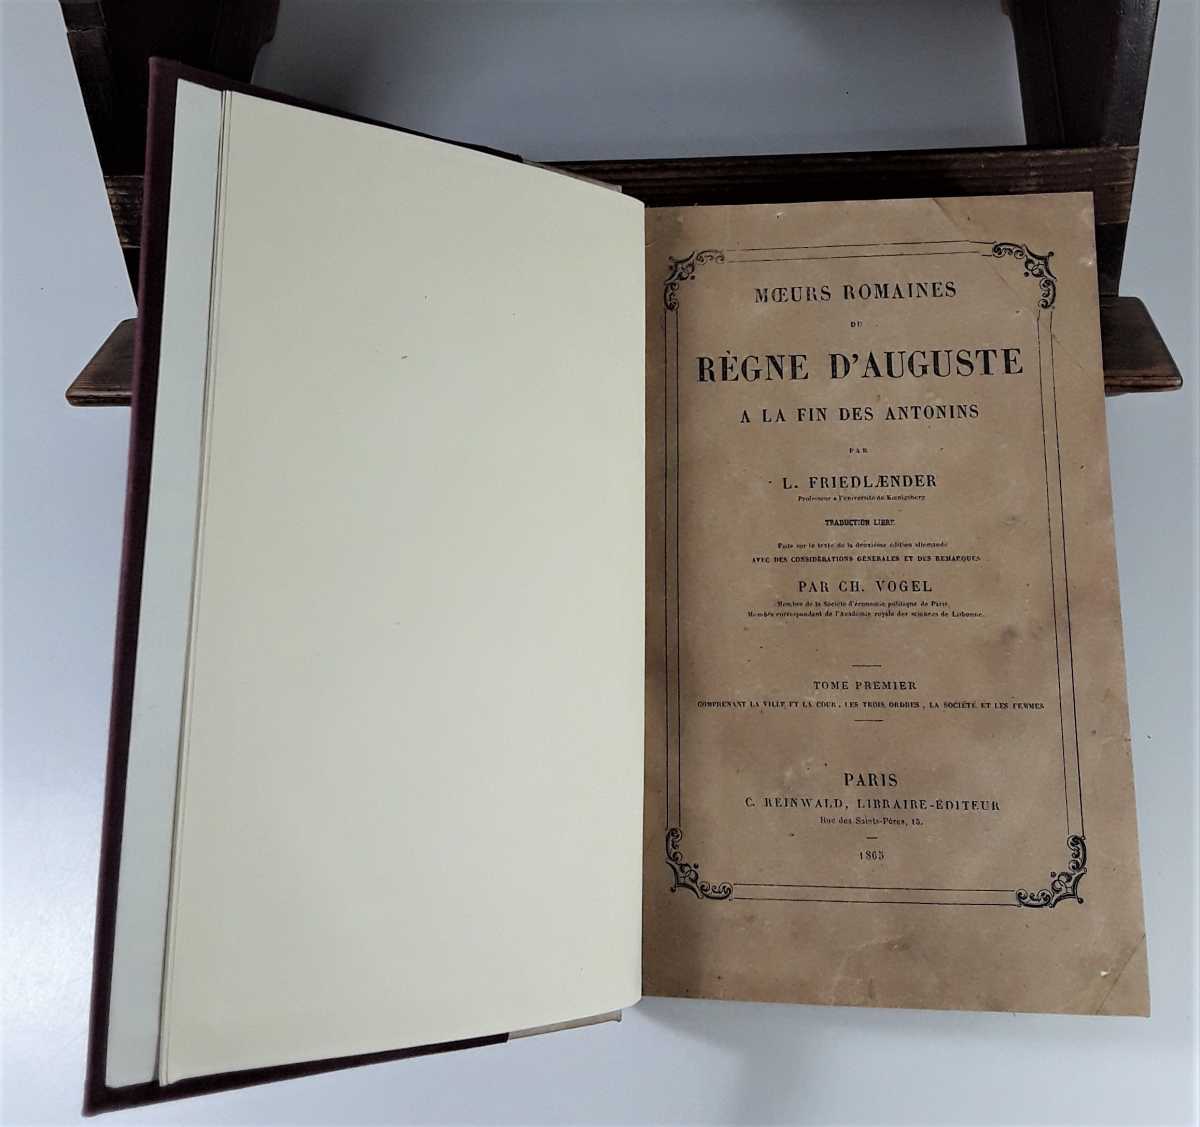 MŒURS ROMAINES
DU
RÈGNE D'AUGUSTE
A LA FIN DES ANTONINS
PAR
L. FRIEDLÆNDER
Professeur à l'université de Kœnigsberg
TRADUCTION LIBRE
Faite sur le texte de la deuxième édition allemande
AVEC DES CONSIDÉRATIONS GÉNÉRALES ET DES REMARQUES
PAR CH. VOGEL
Membre de la Société d'économie politique de Paris,
Membre correspondant de l'Académie royale des sciences de Lisbonne.
TOME PREMIER
COMPRENANT LA VILLE ET LA COUR, LES TROIS ORDRES, LA SOCIÉTÉ ET LES FEMMES
PARIS
C. REINWALD, LIBRAIRE-ÉDITEUR
Rue des Saints-Pères, 15.
1865